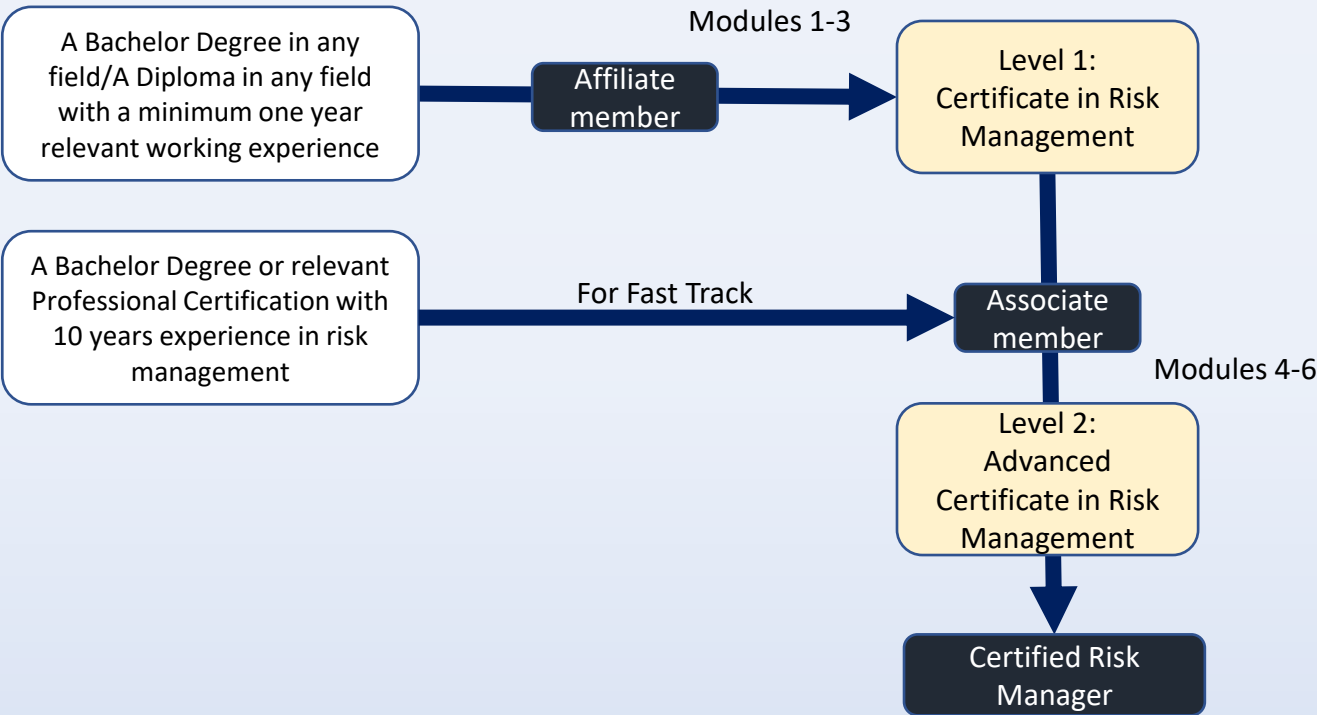 Modules 1-3
A Bachelor Degree in any
field/A Diploma in any field
with a minimum one year
relevant working experience
Affiliate
member
Level 1:
Certificate in Risk
Management
A Bachelor Degree or relevant
Professional Certification with
10 years experience in risk
management
For Fast Track
Associate
member
Modules 4-6
Level 2:
Advanced
Certificate in Risk
Management
Certified Risk
Manager